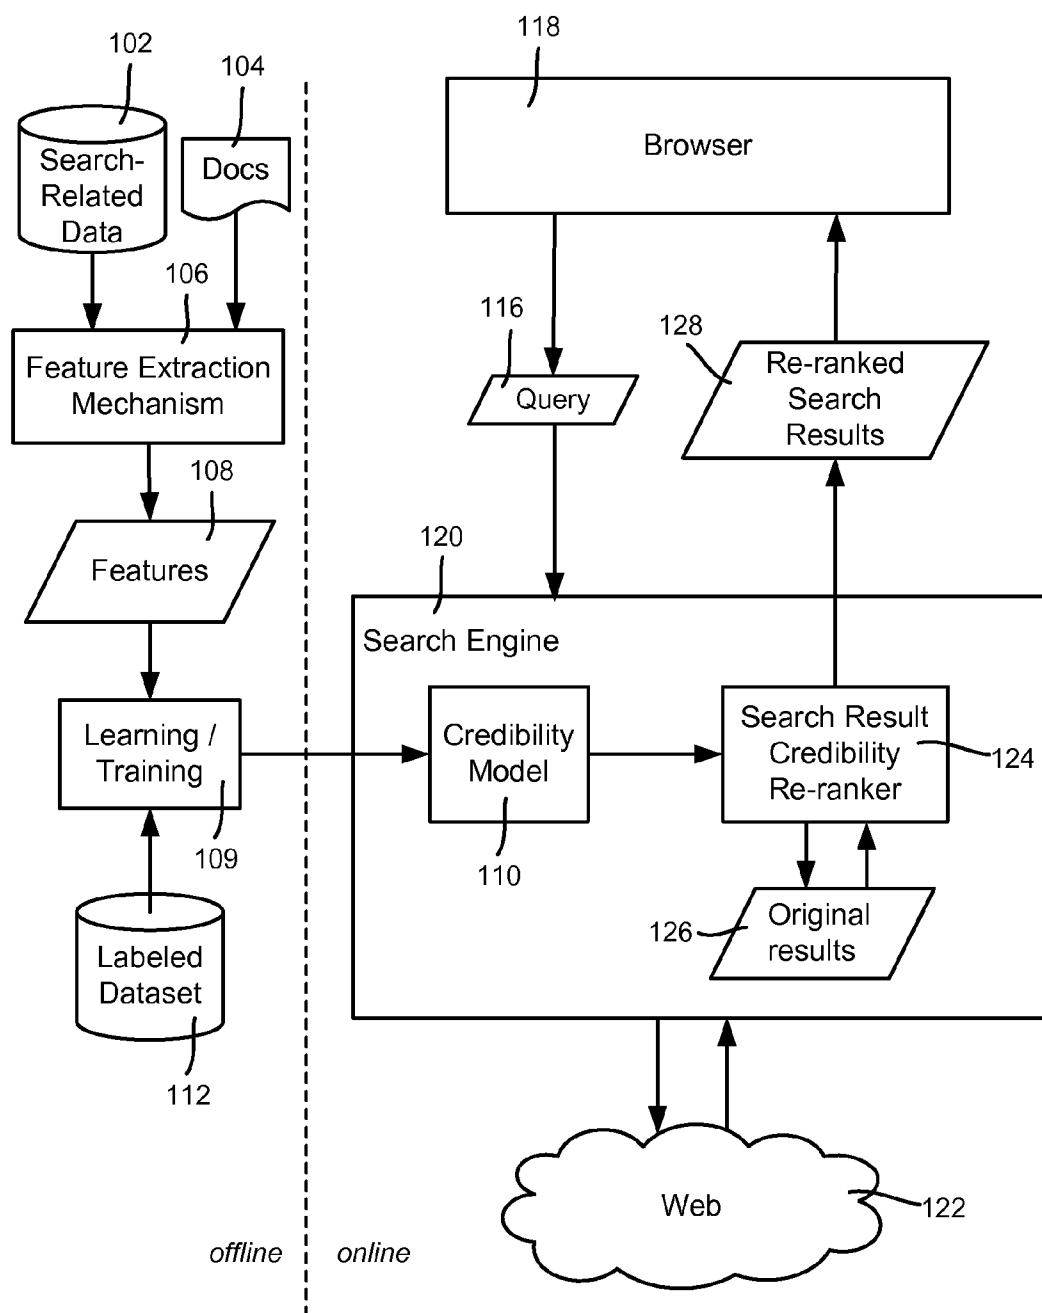 102
104
118
Search-
Related
Data
Docs
Browser
106
116
128
Feature Extraction
Mechanism
Query
Re-ranked
Search
Results
108
Features
120
Search Engine
Learning /
Training
109
Credibility
Model
110
Search Result
Credibility
Re-ranker
124
126
Original
results
Labeled
Dataset
112
Web
122
offline
online